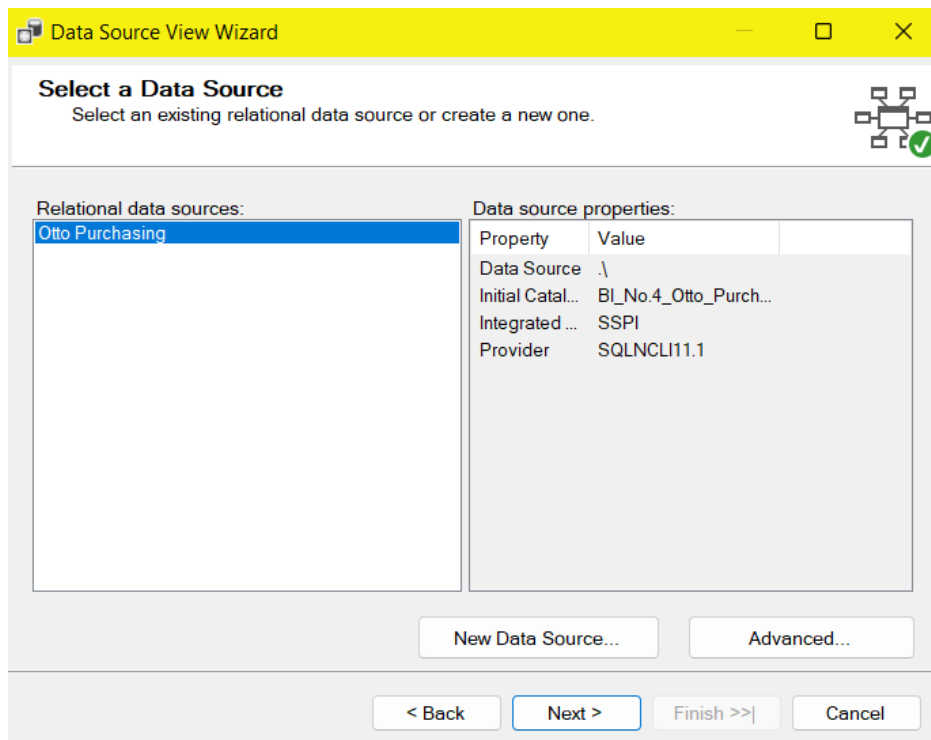 Data Source View Wizard
Select a Data Source
Select an existing relational data source or create a new one.
Relational data sources:
Otto Purchasing
Data source properties:
Property Value
Data Source .\
Initial Catal... BI_No.4_Otto_Purch...
Integrated ... SSPI
Provider SQLNCLI11.1
New Data Source... Advanced...
< Back Next > Finish >>| Cancel